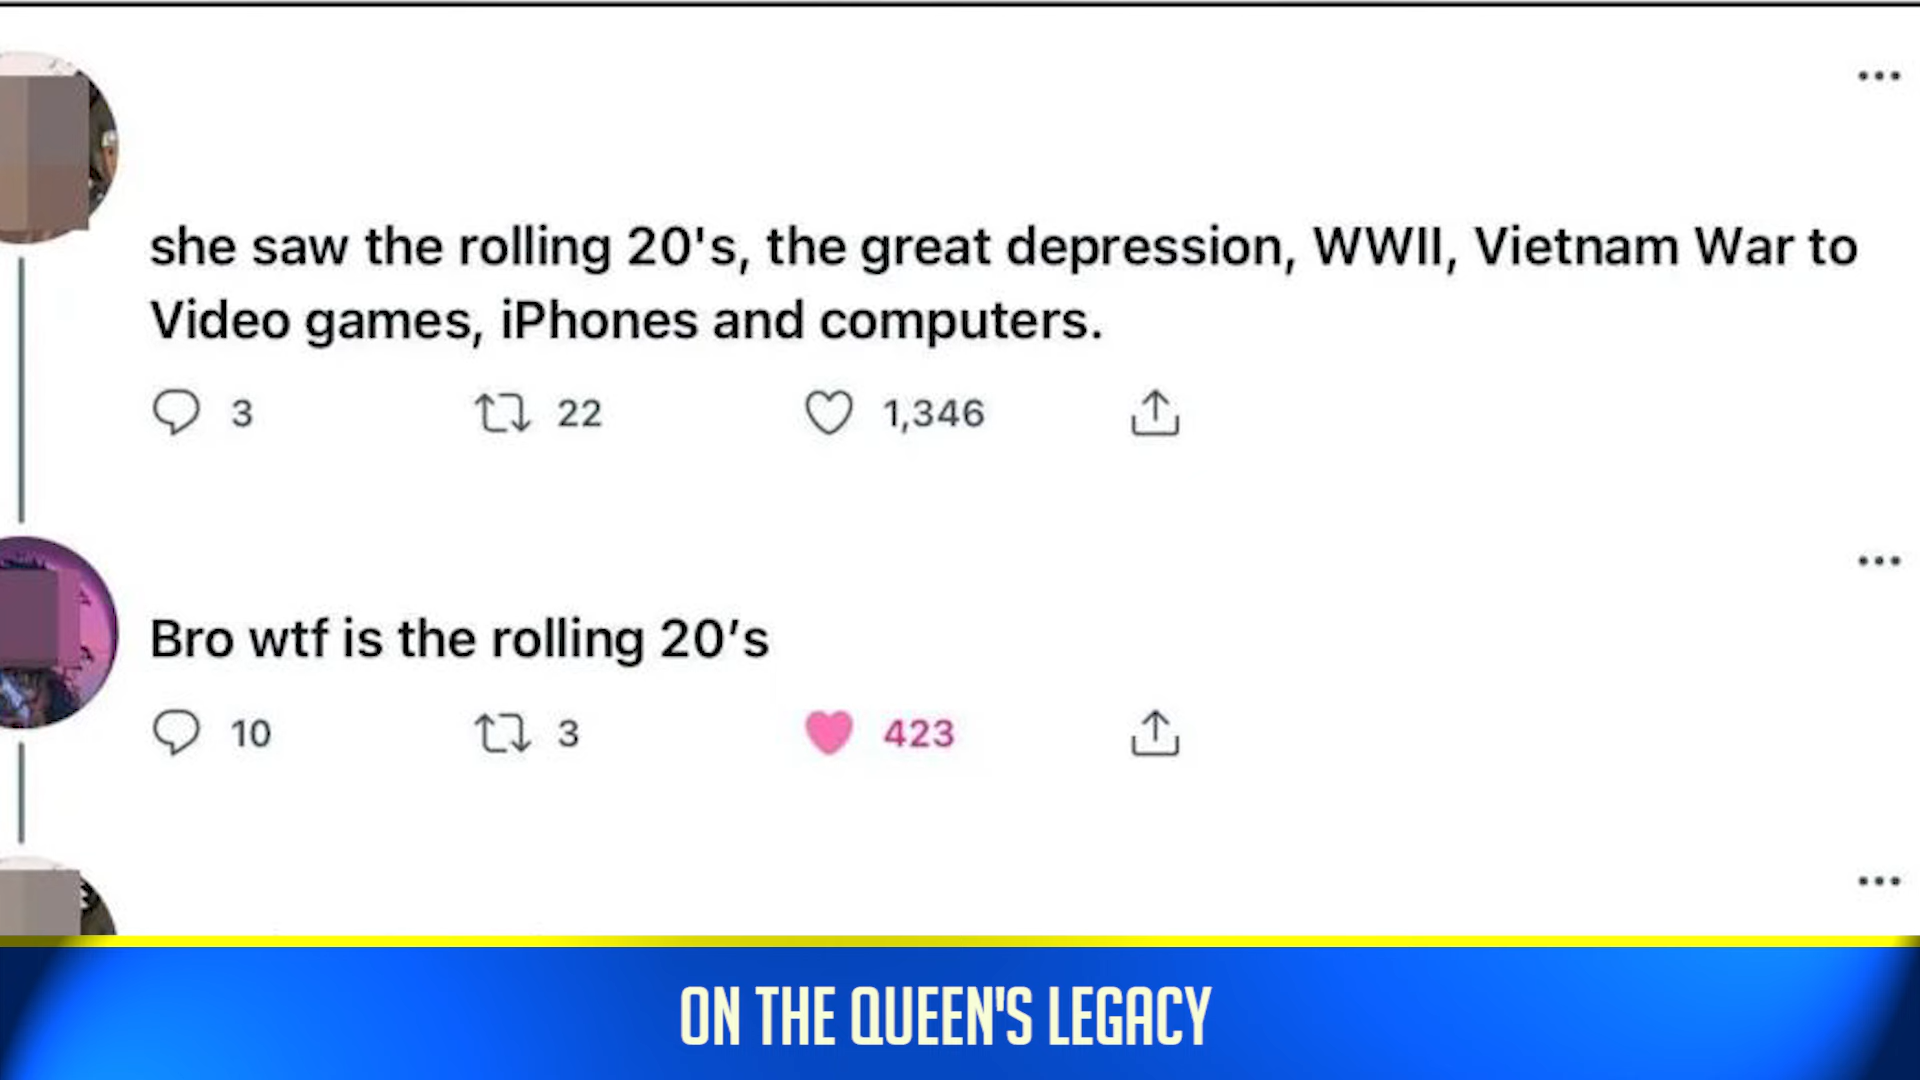 she saw the rolling 20's, the great depression, WWII, Vietnam War to
Video games, iPhones and computers.
3 22 1,346
Bro wtf is the rolling 20's
10 3 423
ON THE QUEEN'S LEGACY